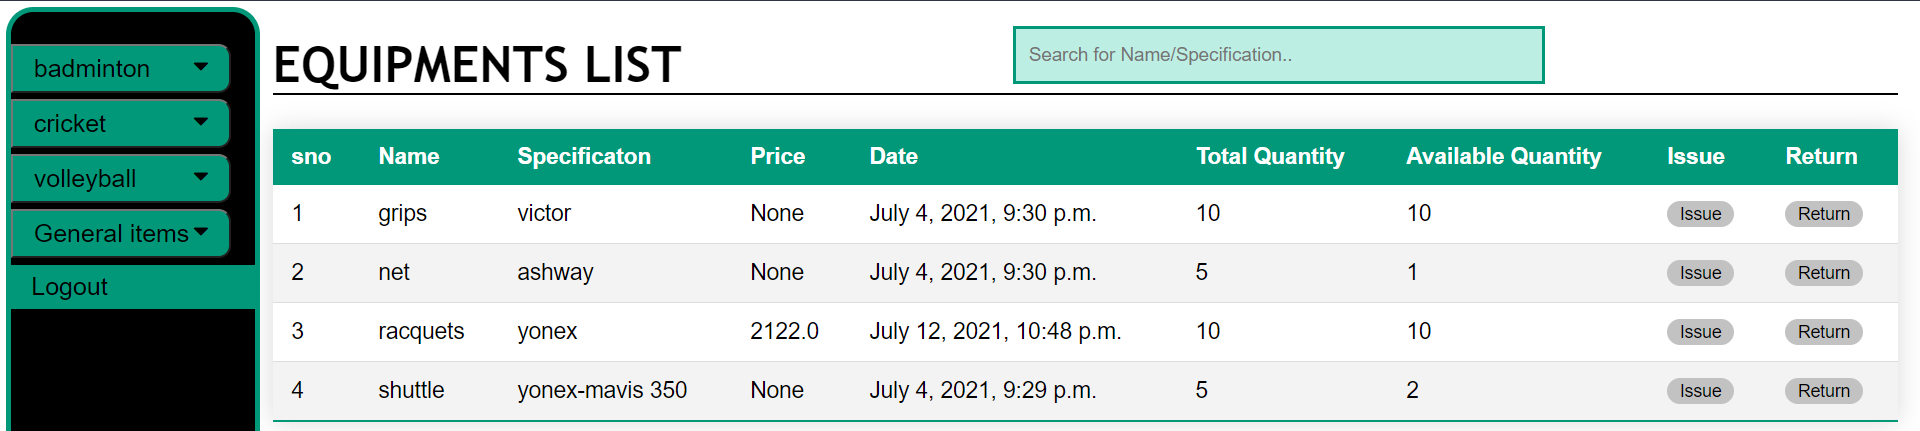 badminton
cricket
volleyball
General items
Logout
EQUIPMENTS LIST
Search for Name/Specification..
sno Name Specificaton Price Date Total Quantity Available Quantity Issue Return
1 grips victor None July 4, 2021, 9:30 p.m. 10 10 Issue Return
2 net ashway None July 4, 2021, 9:30 p.m. 5 1 Issue Return
3 racquets yonex 2122.0 July 12, 2021, 10:48 p.m. 10 10 Issue Return
4 shuttle yonex-mavis 350 None July 4, 2021, 9:29 p.m. 5 2 Issue Return